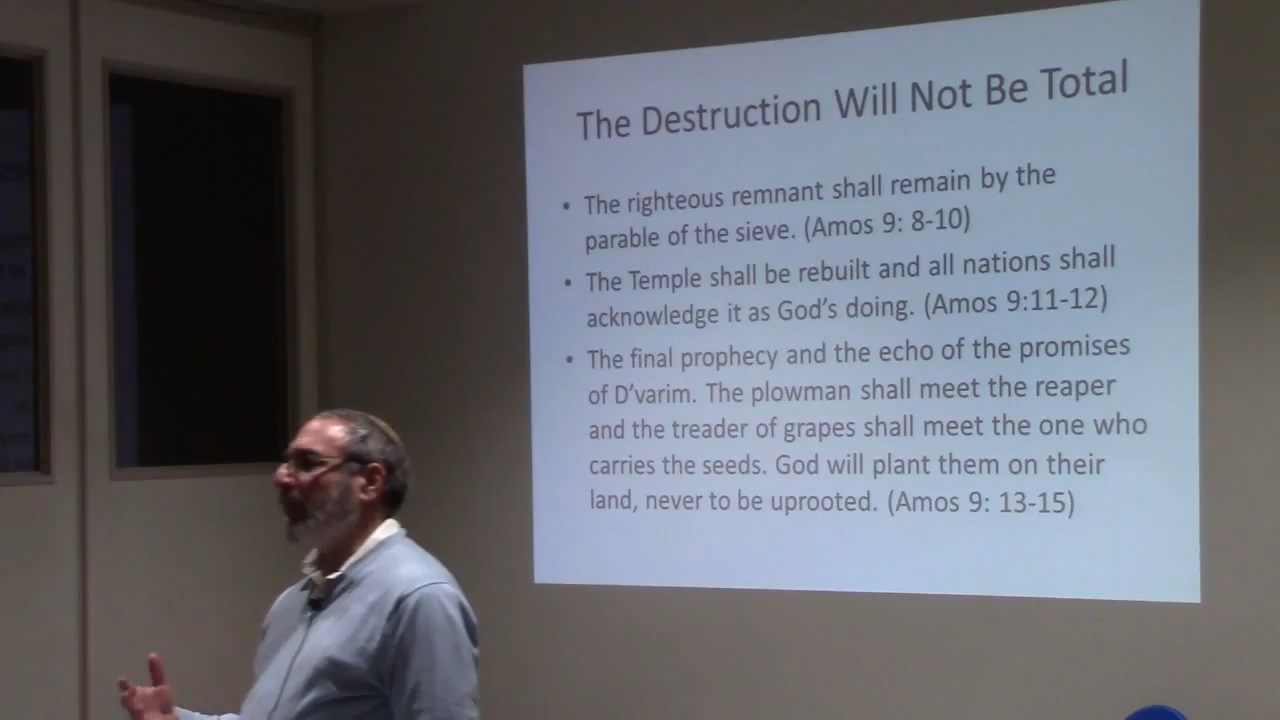 The Destruction Will Not Be Total
• The righteous remnant shall remain by the
parable of the sieve. (Amos 9: 8-10)
• The Temple shall be rebuilt and all nations shall
acknowledge it as God's doing. (Amos 9:11-12)
• The final prophecy and the echo of the promises
of D'varim. The plowman shall meet the reaper
and the treader of grapes shall meet the one who
carries the seeds. God will plant them on their
land, never to be uprooted. (Amos 9: 13-15)